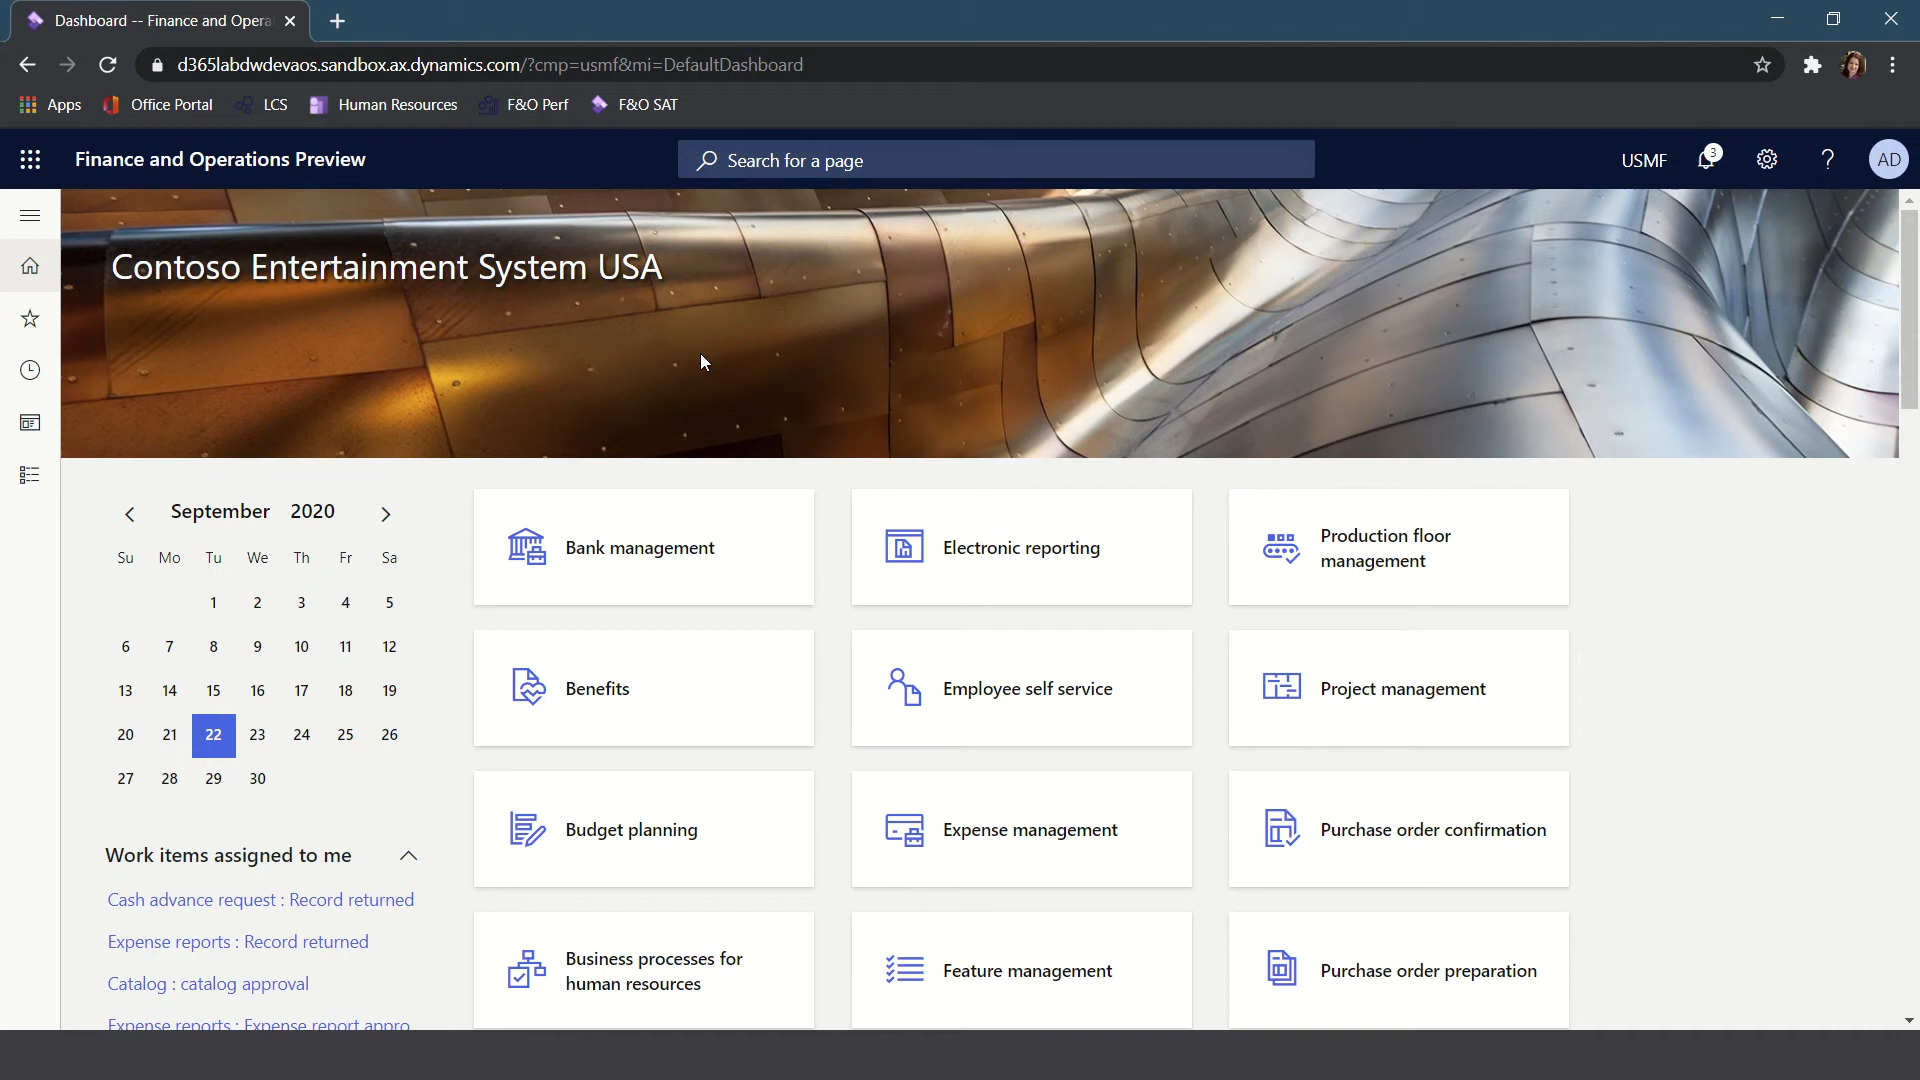 Dashboard -- Finance and Opera
d365labdwdevaos.sandbox.ax.dynamics.com/?cmp=usmf&mi=DefaultDashboard
Apps Office Portal LCS Human Resources F&O Perf F&O SAT
Finance and Operations Preview
Search for a page
USMF 3 ? AD
Contoso Entertainment System USA
September 2020
Su Mo Tu We Th Fr Sa
1 2 3 4 5
6 7 8 9 10 11 12
13 14 15 16 17 18 19
20 21 22 23 24 25 26
27 28 29 30
Work items assigned to me
Cash advance request : Record returned
Expense reports : Record returned
Catalog : catalog approval
Expense reports : Expense report appro
Bank management
Electronic reporting
Production floor
management
Benefits
Employee self service
Project management
Budget planning
Expense management
Purchase order confirmation
Business processes for
human resources
Feature management
Purchase order preparation